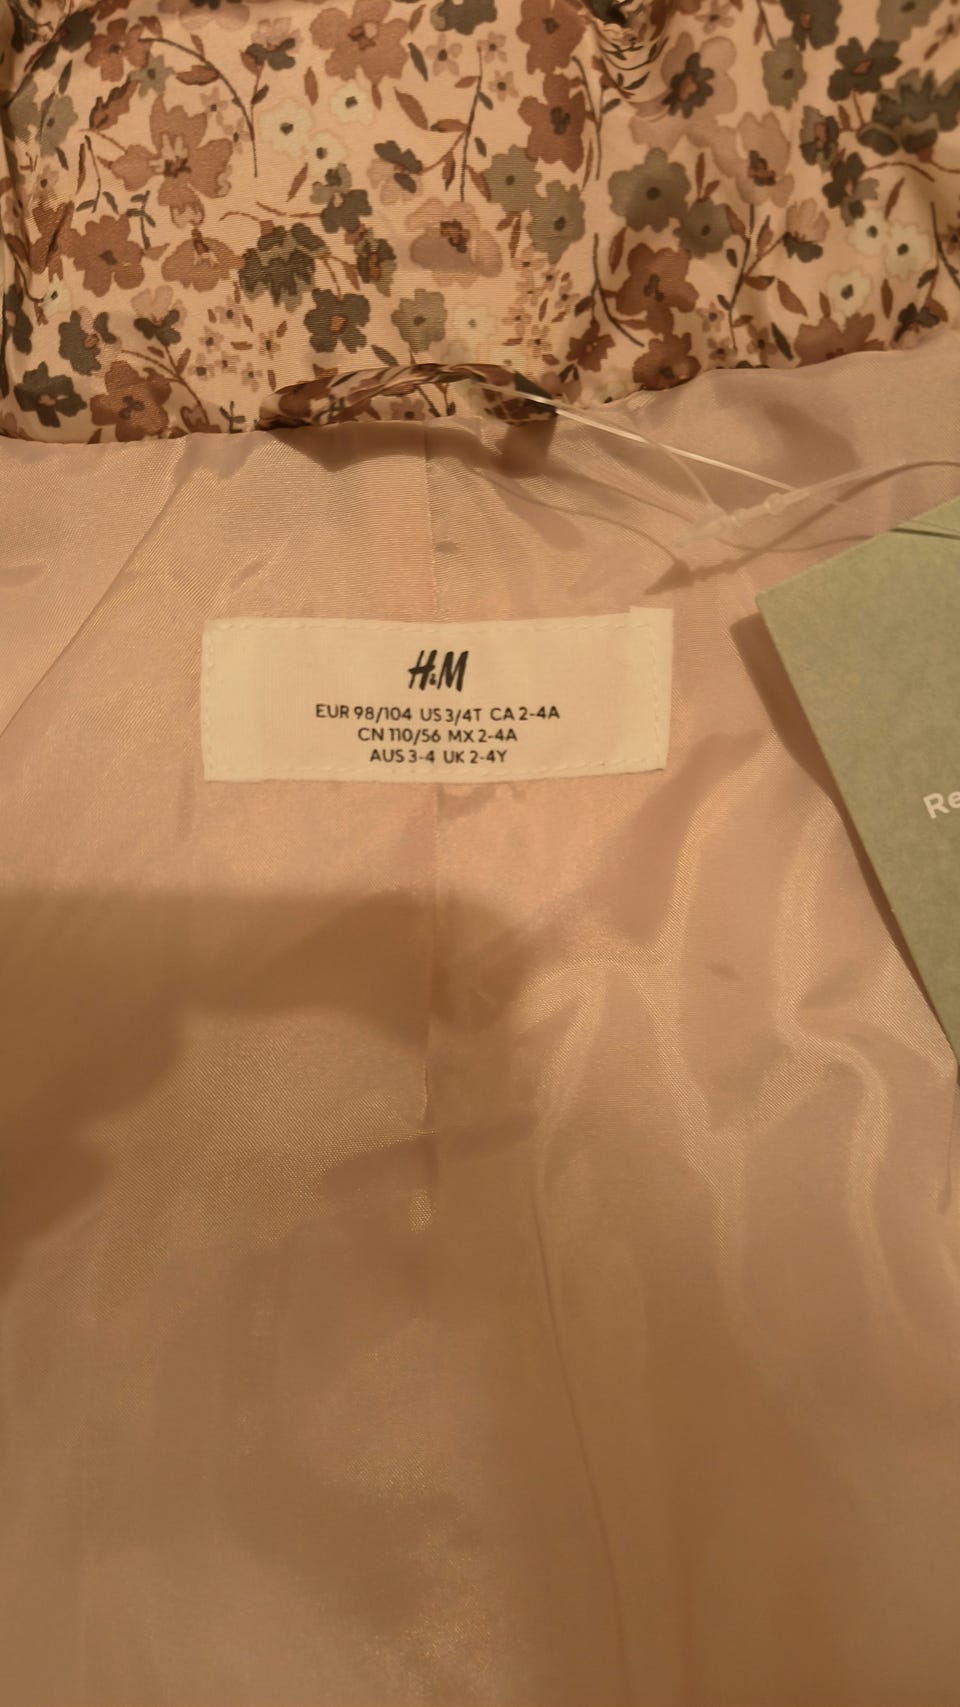 H&M
EUR 98/104 US 3/4T CA 2-4A
CN 110/56 MX 2-4A
AUS 3-4 UK 2-4Y
Re